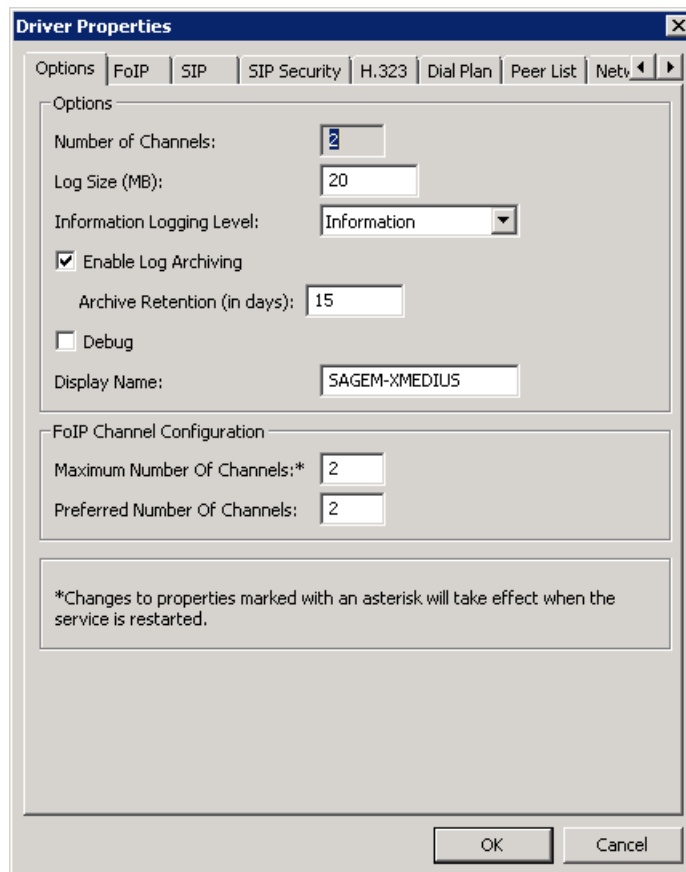 Driver Properties
Options FoIP SIP SIP Security H.323 Dial Plan Peer List Netw
Options
Number of Channels: 2
Log Size (MB): 20
Information Logging Level: Information
Enable Log Archiving
Archive Retention (in days): 15
Debug
Display Name: SAGEM-XMEDIUS
FoIP Channel Configuration
Maximum Number Of Channels:* 2
Preferred Number Of Channels: 2
*Changes to properties marked with an asterisk will take effect when the
service is restarted.
OK Cancel